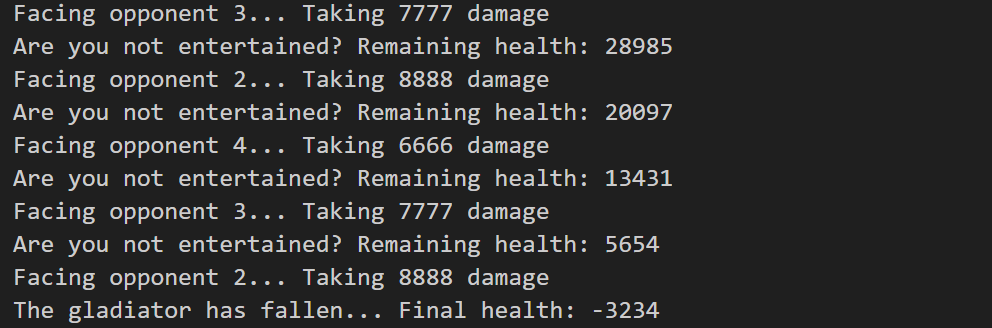 Facing opponent 3... Taking 7777 damage
Are you not entertained? Remaining health: 28985
Facing opponent 2... Taking 8888 damage
Are you not entertained? Remaining health: 20097
Facing opponent 4... Taking 6666 damage
Are you not entertained? Remaining health: 13431
Facing opponent 3... Taking 7777 damage
Are you not entertained? Remaining health: 5654
Facing opponent 2... Taking 8888 damage
The gladiator has fallen... Final health: -3234